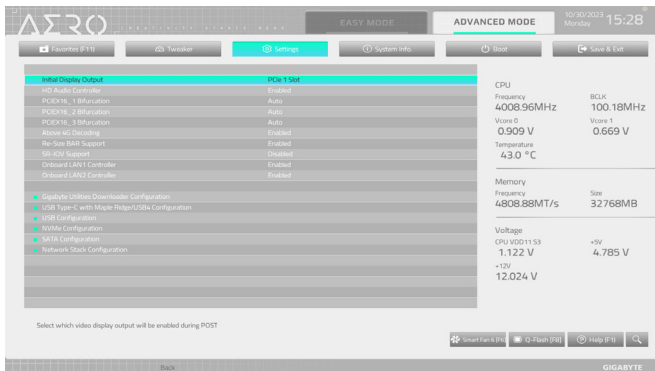 AERO
CREATIVITY STARTS HERE
EASY MODE
ADVANCED MODE
10/30/2023
Monday
15:28
Favorites (F11)
Tweaker
Settings
System Info.
Boot
Save & Exit
Initial Display Output PCIe 1 Slot
HD Audio Controller Enabled
PCIEX16_1 Bifurcation Auto
PCIEX16_2 Bifurcation Auto
PCIEX16_3 Bifurcation Auto
Above 4G Decoding Enabled
Re-Size BAR Support Enabled
SR-IOV Support Disabled
Onboard LAN1 Controller Enabled
Onboard LAN2 Controller Enabled
Gigabyte Utilities Downloader Configuration
USB Type-C with Maple Ridge/USB4 Configuration
USB Configuration
NVMe Configuration
SATA Configuration
Network Stack Configuration
CPU
Frequency BCLK
4008.96MHz 100.18MHz
Vcore 0 Vcore 1
0.909 V 0.669 V
Temperature
43.0 °C
Memory
Frequency Size
4808.88MT/s 32768MB
Voltage
CPU VDD11 S3 +5V
1.122 V 4.785 V
+12V
12.024 V
Select which video display output will be enabled during POST
Smart Fan 6 [F6]
Q-Flash [F8]
Help (F1)
Back
GIGABYTE